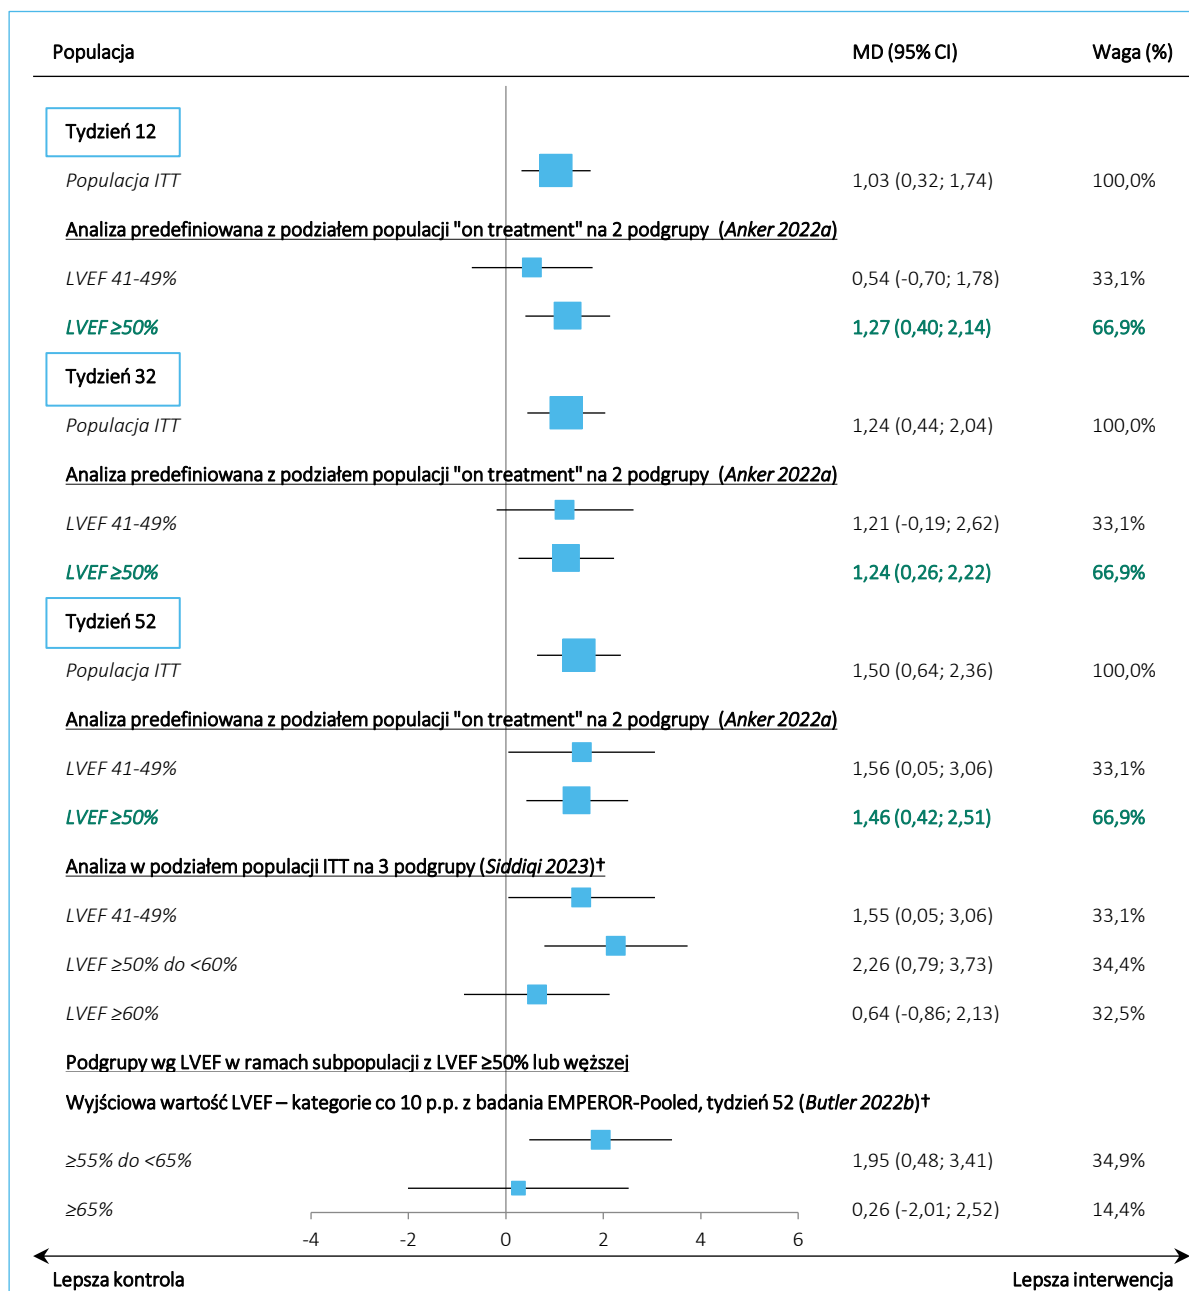 Populacja MD (95% CI) Waga (%)
Tydzień 12
Populacja ITT 1,03 (0,32; 1,74) 100,0%
Analiza predefiniowana z podziałem populacji "on treatment" na 2 podgrupy (Anker 2022a)
LVEF 41-49% 0,54 (-0,70; 1,78) 33,1%
LVEF ≥50% 1,27 (0,40; 2,14) 66,9%
Tydzień 32
Populacja ITT 1,24 (0,44; 2,04) 100,0%
Analiza predefiniowana z podziałem populacji "on treatment" na 2 podgrupy (Anker 2022a)
LVEF 41-49% 1,21 (-0,19; 2,62) 33,1%
LVEF ≥50% 1,24 (0,26; 2,22) 66,9%
Tydzień 52
Populacja ITT 1,50 (0,64; 2,36) 100,0%
Analiza predefiniowana z podziałem populacji "on treatment" na 2 podgrupy (Anker 2022a)
LVEF 41-49% 1,56 (0,05; 3,06) 33,1%
LVEF ≥50% 1,46 (0,42; 2,51) 66,9%
Analiza w podziałem populacji ITT na 3 podgrupy (Siddiqi 2023)†
LVEF 41-49% 1,55 (0,05; 3,06) 33,1%
LVEF ≥50% do <60% 2,26 (0,79; 3,73) 34,4%
LVEF ≥60% 0,64 (-0,86; 2,13) 32,5%
Podgrupy wg LVEF w ramach subpopulacji z LVEF ≥50% lub węższej
Wyjściowa wartość LVEF – kategorie co 10 p.p. z badania EMPEROR-Pooled, tydzień 52 (Butler 2022b)†
≥55% do <65% 1,95 (0,48; 3,41) 34,9%
≥65% 0,26 (-2,01; 2,52) 14,4%
-4 -2 0 2 4 6
Lepsza kontrola Lepsza interwencja